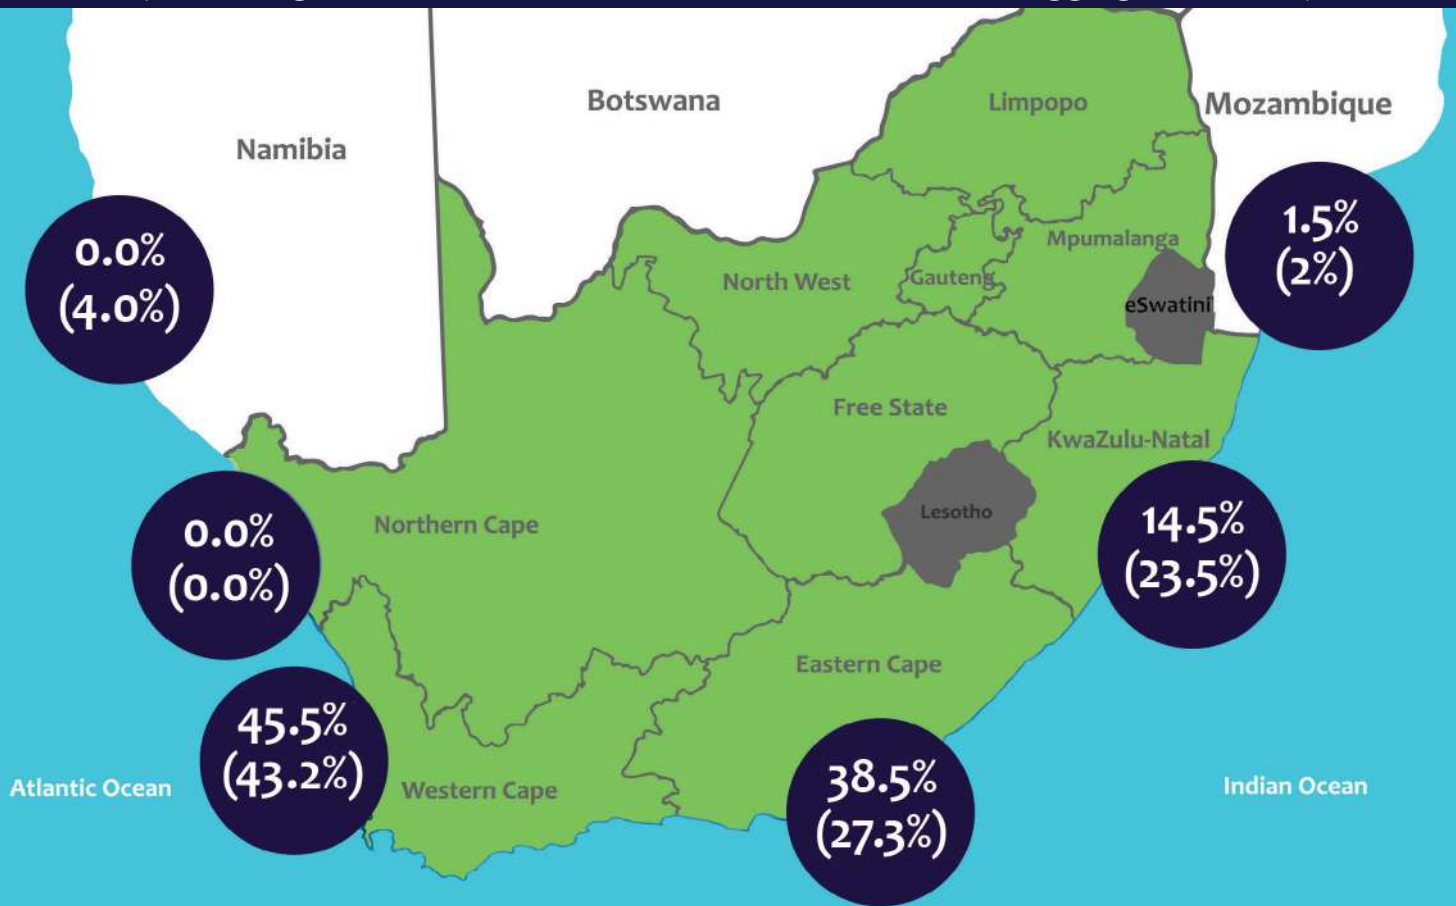 Botswana
Limpopo
Mozambique
Namibia
0.0%
(4.0%)
1.5%
(2%)
Mpumalanga
North West
Gauteng
eSwatini
Free State
KwaZulu-Natal
Lesotho
Northern Cape
0.0%
(0.0%)
14.5%
(23.5%)
Eastern Cape
45.5%
(43.2%)
Western Cape
38.5%
(27.3%)
Atlantic Ocean
Indian Ocean